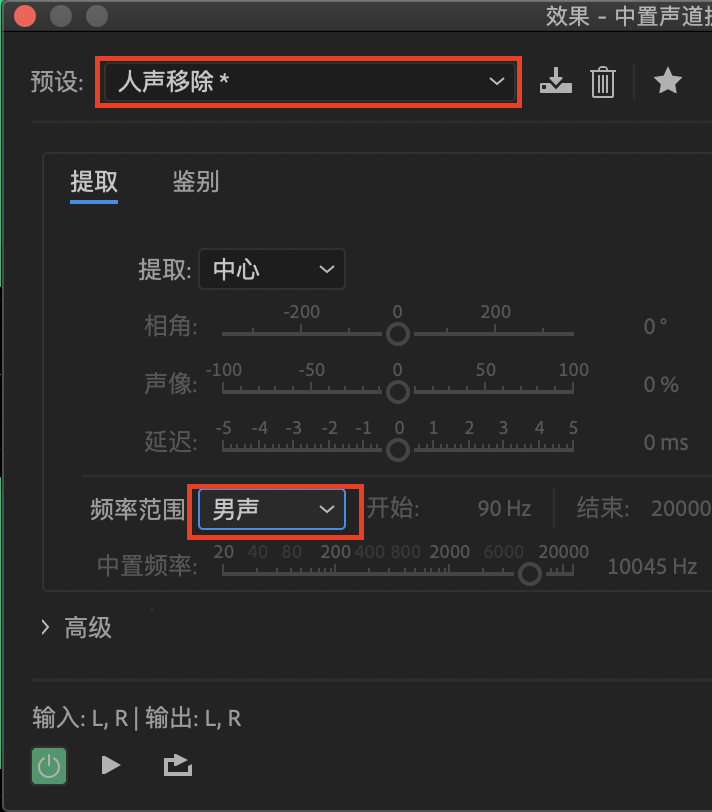 效果 - 中置声道
预设: 人声移除 *
提取 鉴别
提取: 中心
-200 0 200
相角: 0 °
-100 -50 0 50 100
声像: 0 %
-5 -4 -3 -2 -1 0 1 2 3 4 5
延迟: 0 ms
频率范围 男声 开始: 90 Hz 结束: 20000
20 40 80 200 400 800 2000 6000 20000
中置频率: 10045 Hz
高级
输入: L, R | 输出: L, R